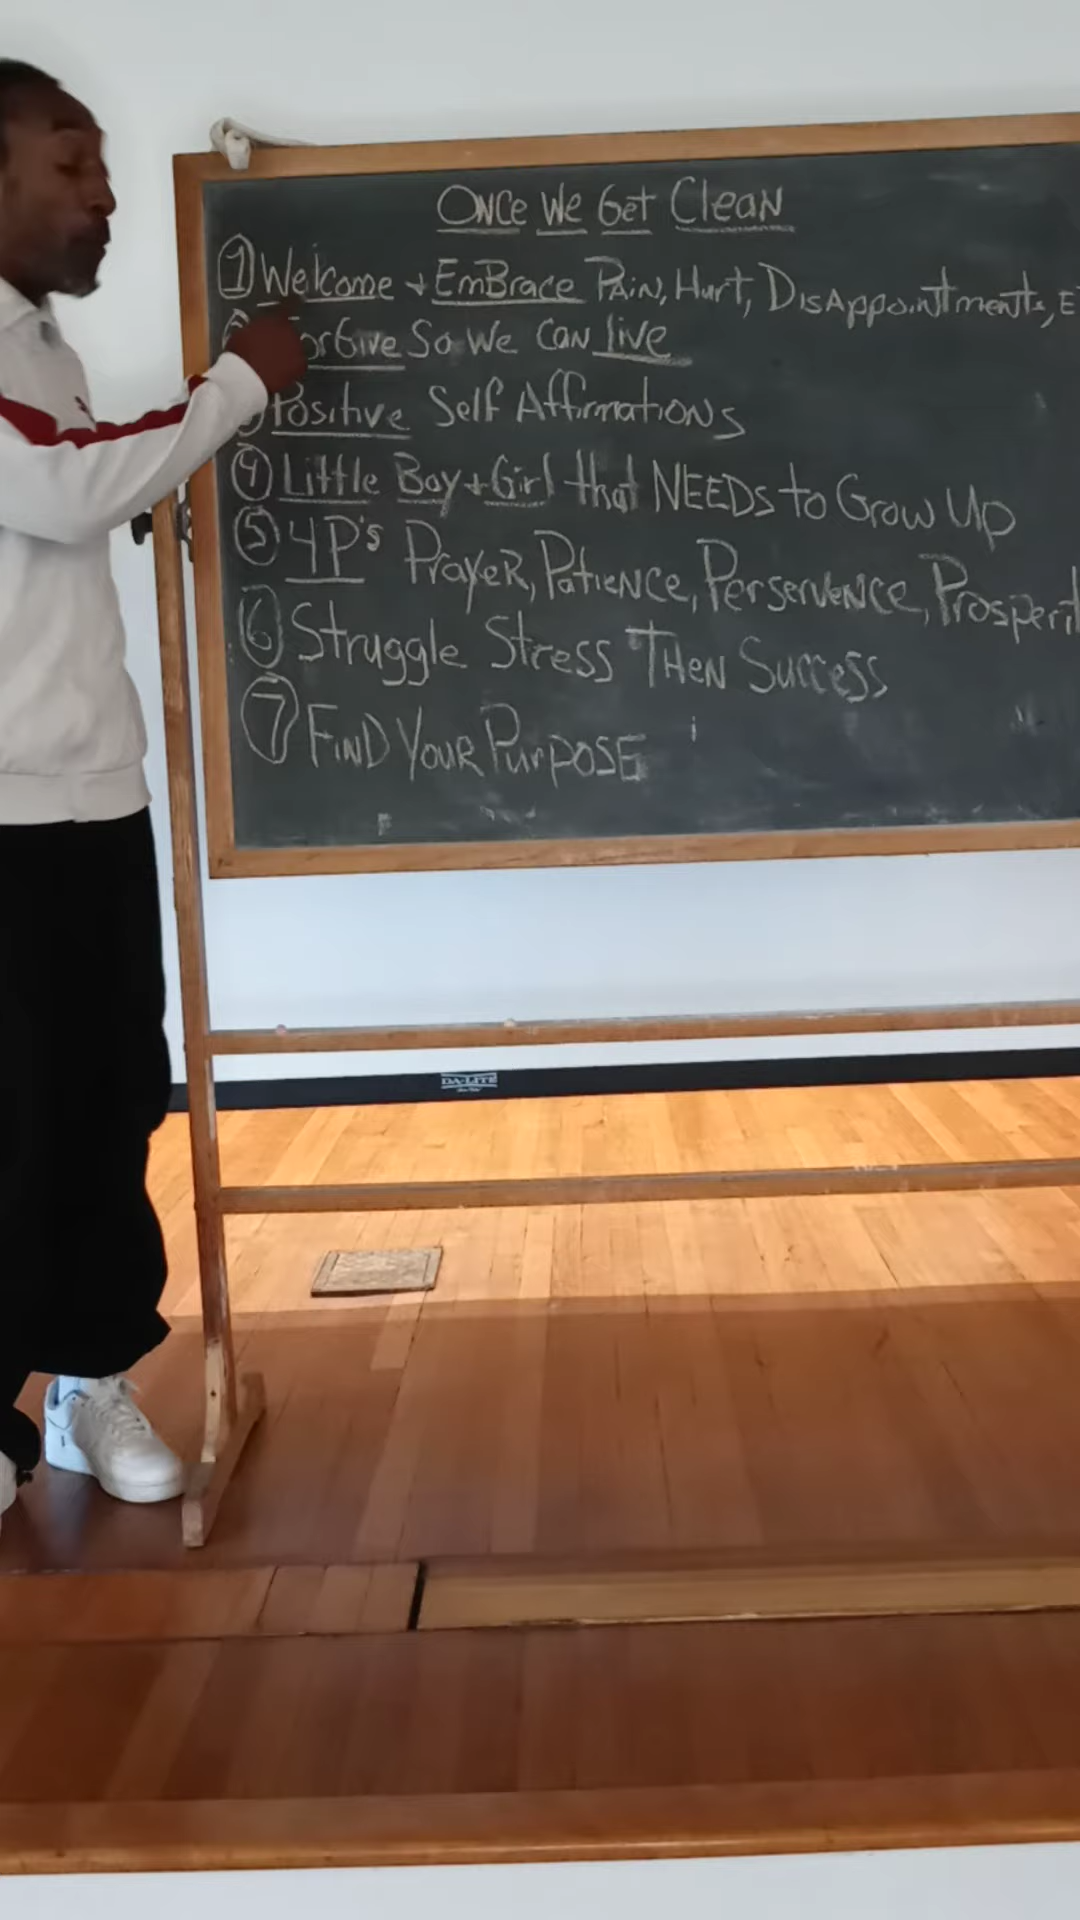 Once We Get Clean
① Welcome + EmBrace Pain, Hurt, Disappointments, E
ForGive So We Can live
Positive Self Affirmations
④ Little Boy + Girl that NEEDs to Grow Up
⑤ 4P's Prayer, Patience, Perservence, Prosperit
⑥ Struggle Stress Then Success
⑦ Find Your Purpose
DA-LITE